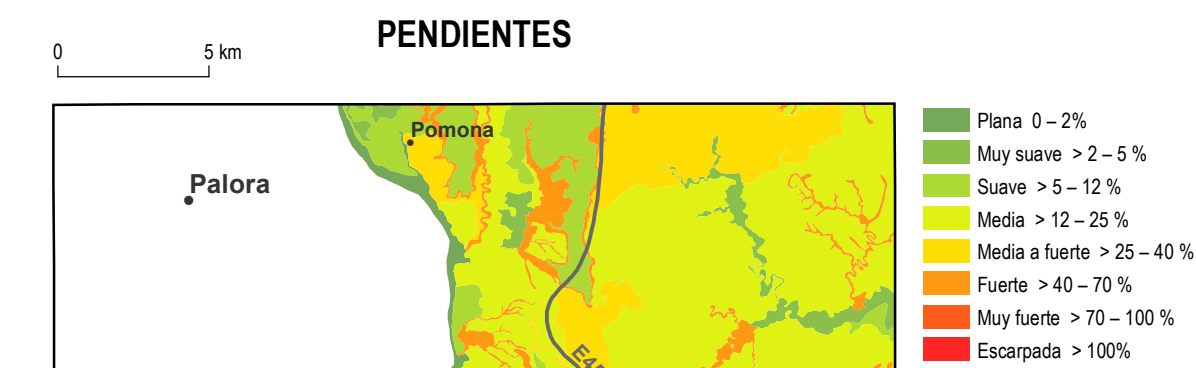 PENDIENTES
0 5 km
Pomona
Palora
Plana 0 – 2%
Muy suave > 2 – 5 %
Suave > 5 – 12 %
Media > 12 – 25 %
Media a fuerte > 25 – 40 %
Fuerte > 40 – 70 %
Muy fuerte > 70 – 100 %
Escarpada > 100%